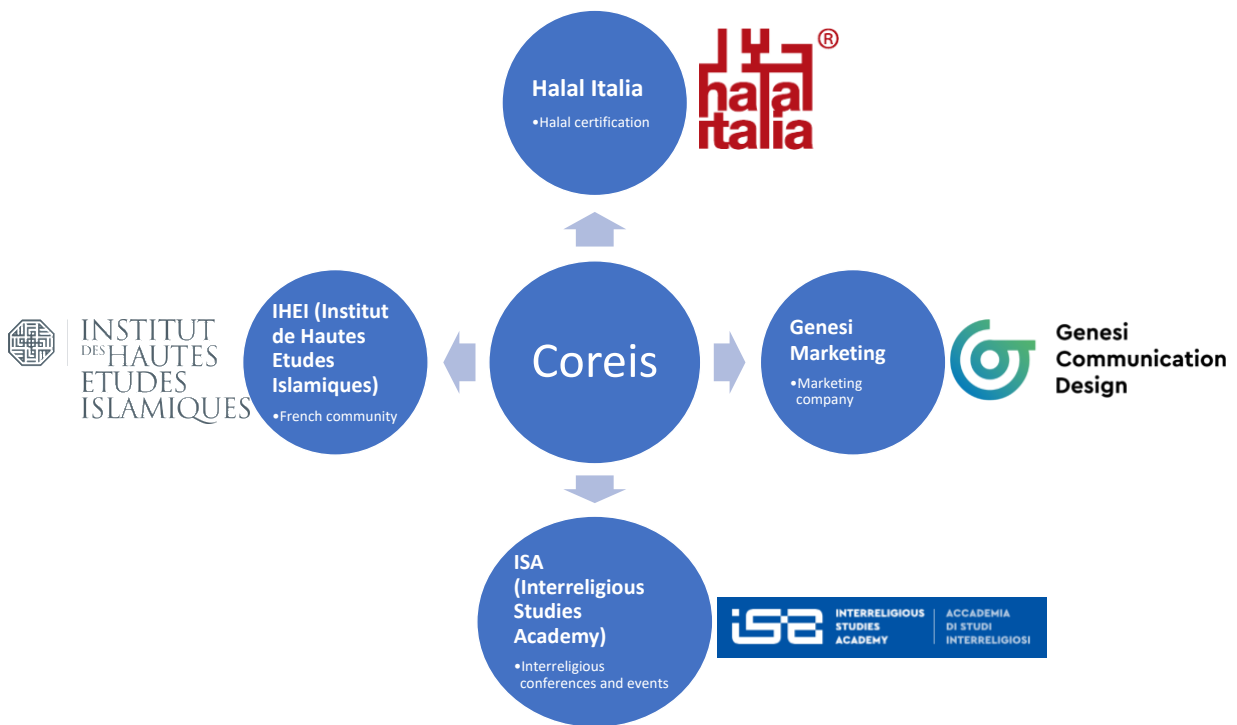 Halal Italia
•Halal certification
حلال
®
halal
italia
INSTITUT
DES HAUTES
ETUDES
ISLAMIQUES
IHEI (Institut
de Hautes
Etudes
Islamiques)
•French community
Coreis
Genesi
Marketing
•Marketing
company
Genesi
Communication
Design
ISA
(Interreligious
Studies
Academy)
•Interreligious
conferences and events
isa
INTERRELIGIOUS
STUDIES
ACADEMY
ACCADEMIA
DI STUDI
INTERRELIGIOSI